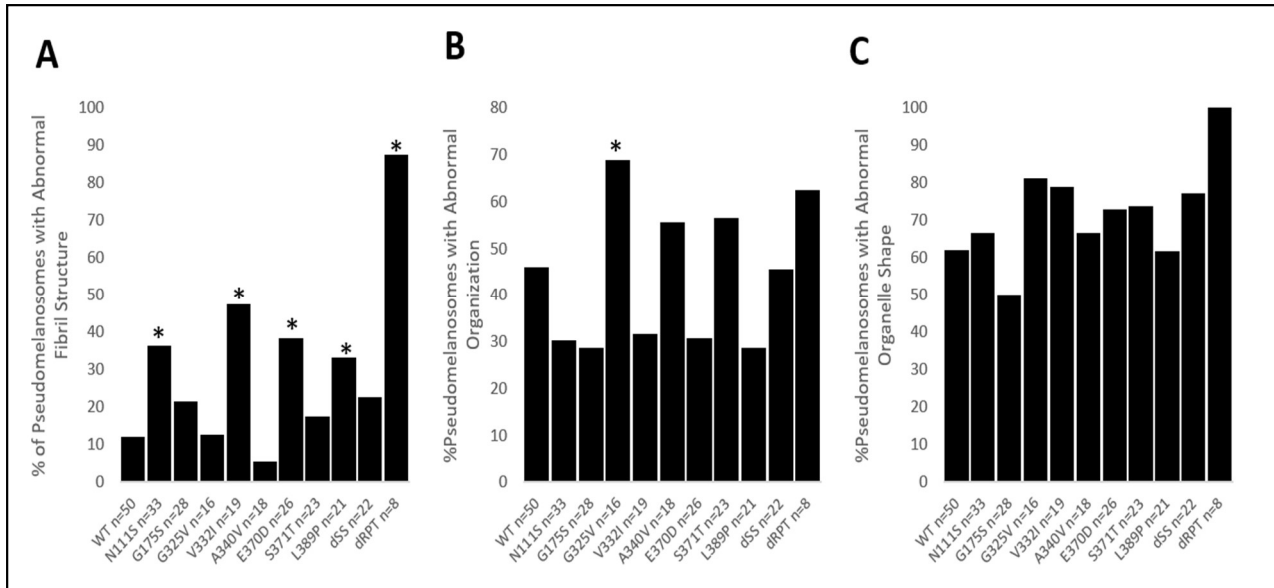 A
% of Pseudomelanosomes with Abnormal
Fibril Structure
100
90
80
70
60
50
40
30
20
10
0
*
*
*
*
*
WT n=50
N111S n=33
G175S n=28
G325V n=16
V332I n=19
A340V n=18
E370D n=26
S371T n=23
L389P n=21
dSS n=22
dRPT n=8
B
%Pseudomelanosomes with Abnormal
Organization
80
70
60
50
40
30
20
10
0
*
WT n=50
N111S n=33
G175S n=28
G325V n=16
V332I n=19
A340V n=18
E370D n=26
S371T n=23
L389P n=21
dSS n=22
dRPT n=8
C
%Pseudomelanosomes with Abnormal
Organelle Shape
100
90
80
70
60
50
40
30
20
10
0
WT n=50
N111S n=33
G175S n=28
G325V n=16
V332I n=19
A340V n=18
E370D n=26
S371T n=23
L389P n=21
dSS n=22
dRPT n=8